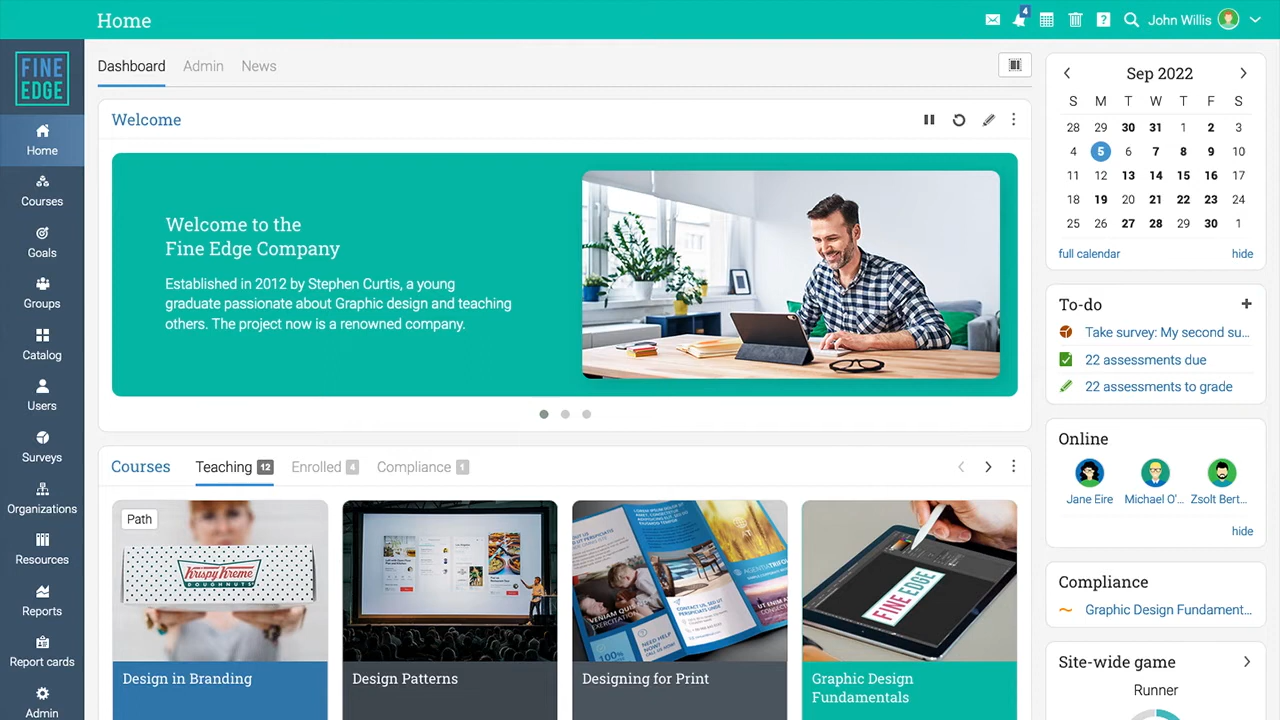 Home
4
John Willis
FINE
EDGE
Home
Courses
Goals
Groups
Catalog
Users
Surveys
Organizations
Resources
Reports
Report cards
Admin
Dashboard
Admin
News
Welcome
Welcome to the
Fine Edge Company
Established in 2012 by Stephen Curtis, a young
graduate passionate about Graphic design and teaching
others. The project now is a renowned company.
Courses
Teaching 12
Enrolled 4
Compliance 1
Path
Krispy Kreme
DOUGHNUTS
Design in Branding
Design Patterns
Designing for Print
FINE EDGE
Graphic Design
Fundamentals
Sep 2022
S M T W T F S
28 29 30 31 1 2 3
4 5 6 7 8 9 10
11 12 13 14 15 16 17
18 19 20 21 22 23 24
25 26 27 28 29 30 1
full calendar
hide
To-do
Take survey: My second su...
22 assessments due
22 assessments to grade
Online
Jane Eire
Michael O'...
Zsolt Bert...
hide
Compliance
Graphic Design Fundament...
Site-wide game
Runner